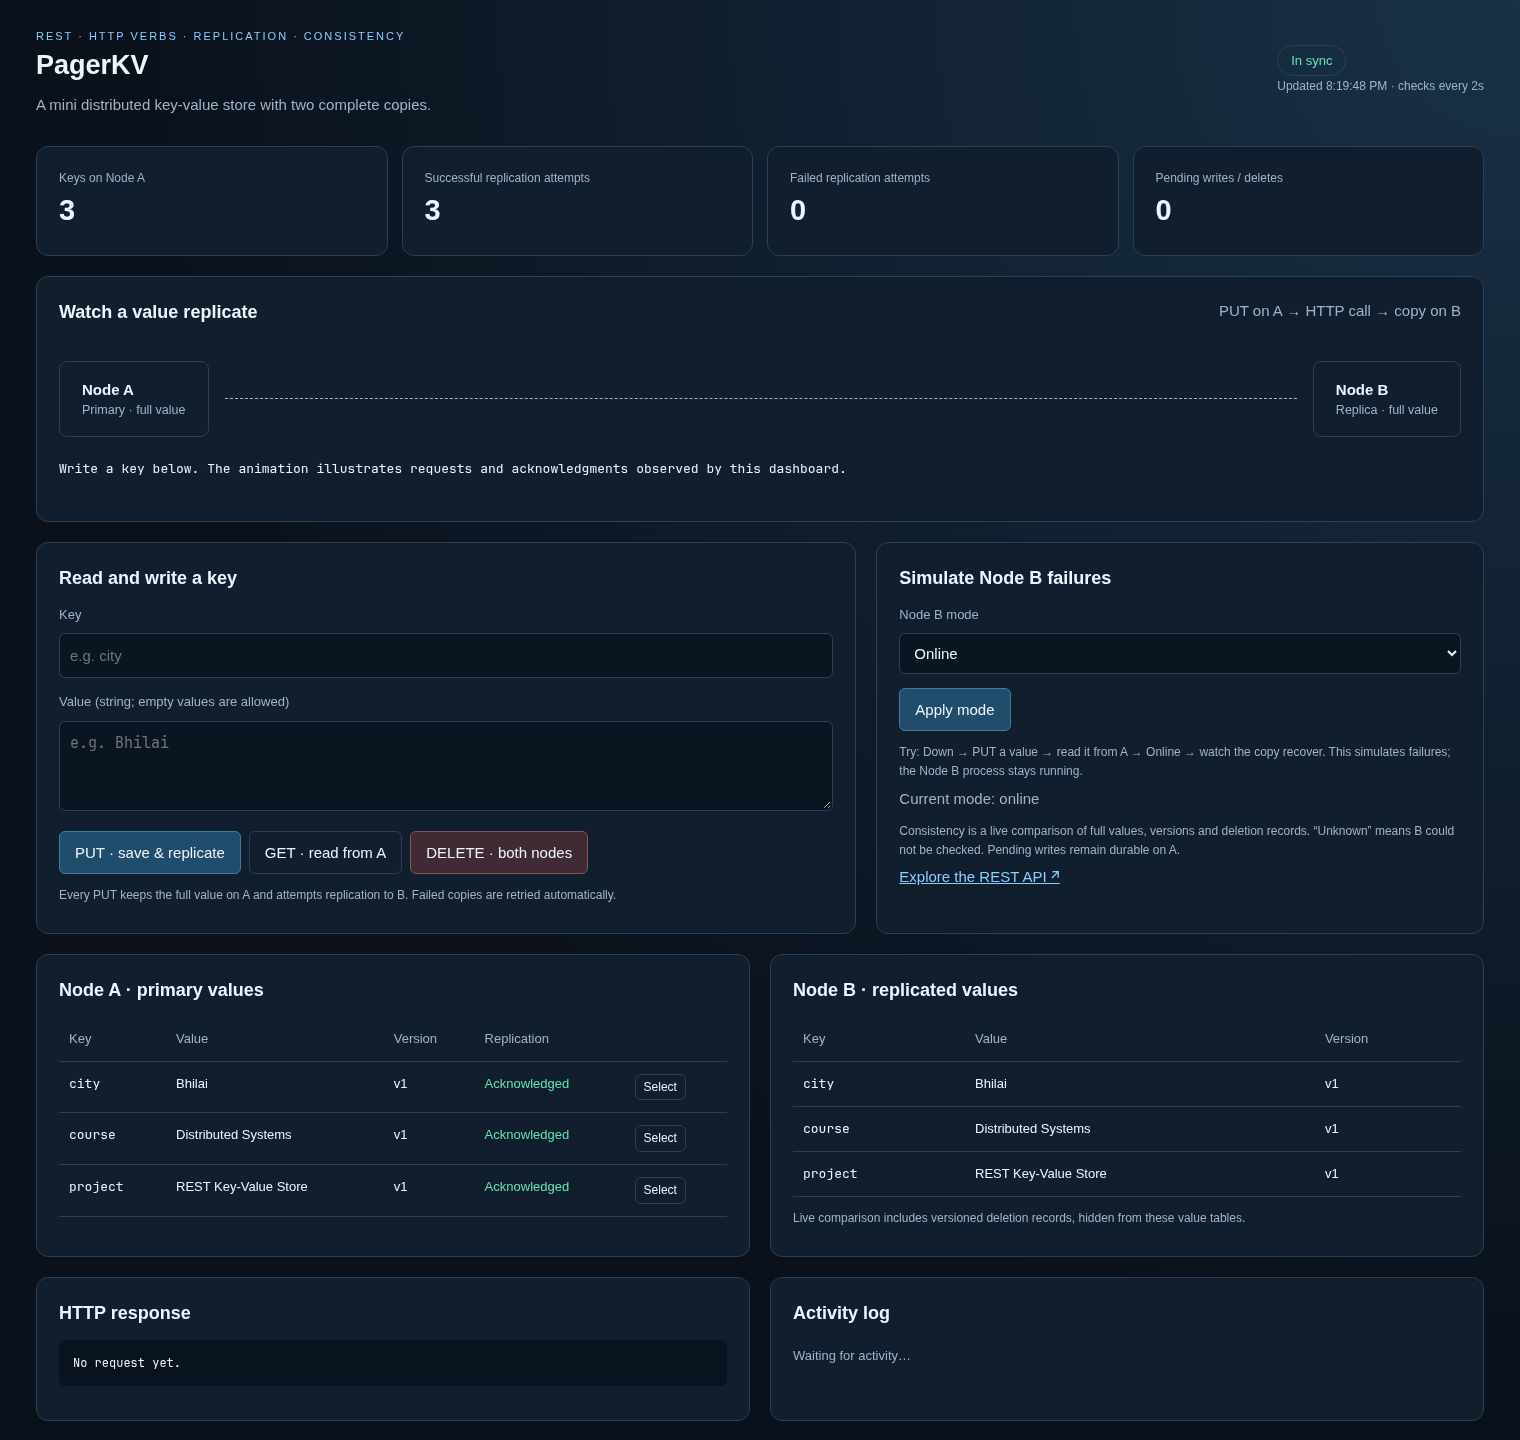 REST · HTTP VERBS · REPLICATION · CONSISTENCY
PagerKV
A mini distributed key-value store with two complete copies.
In sync
Updated 8:19:48 PM · checks every 2s
Keys on Node A
3
Successful replication attempts
3
Failed replication attempts
0
Pending writes / deletes
0
Watch a value replicate
PUT on A → HTTP call → copy on B
Node A
Primary · full value
Node B
Replica · full value
Write a key below. The animation illustrates requests and acknowledgments observed by this dashboard.
Read and write a key
Key
e.g. city
Value (string; empty values are allowed)
e.g. Bhilai
PUT · save & replicate
GET · read from A
DELETE · both nodes
Every PUT keeps the full value on A and attempts replication to B. Failed copies are retried automatically.
Simulate Node B failures
Node B mode
Online
Apply mode
Try: Down → PUT a value → read it from A → Online → watch the copy recover. This simulates failures;
the Node B process stays running.
Current mode: online
Consistency is a live comparison of full values, versions and deletion records. “Unknown” means B could
not be checked. Pending writes remain durable on A.
Explore the REST API ↗
Node A · primary values
Key Value Version Replication
city Bhilai v1 Acknowledged Select
course Distributed Systems v1 Acknowledged Select
project REST Key-Value Store v1 Acknowledged Select
Node B · replicated values
Key Value Version
city Bhilai v1
course Distributed Systems v1
project REST Key-Value Store v1
Live comparison includes versioned deletion records, hidden from these value tables.
HTTP response
No request yet.
Activity log
Waiting for activity…